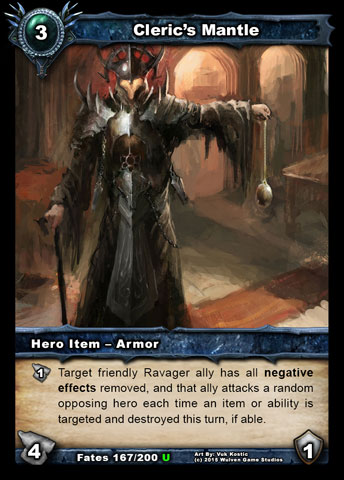 3
Cleric's Mantle
Hero Item – Armor
1 Target friendly Ravager ally has all negative
effects removed, and that ally attacks a random
opposing hero each time an item or ability is
targeted and destroyed this turn, if able.
4
Fates 167/200 U
Art By: Vuk Kostic
(c) 2015 Wulven Game Studios
1